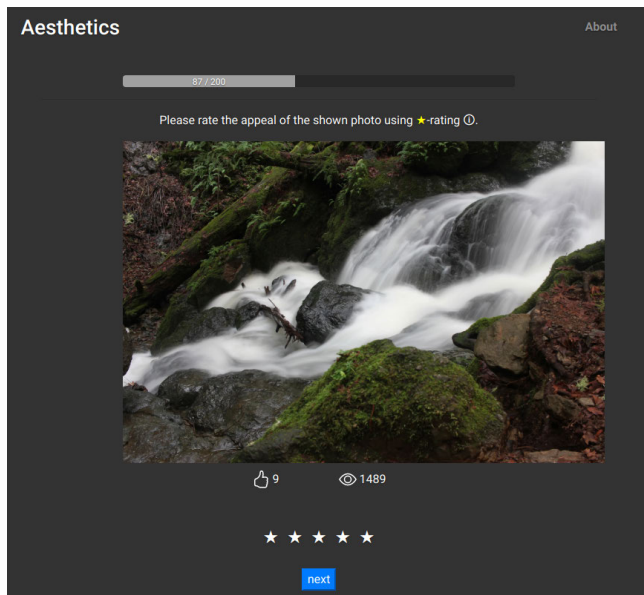 Aesthetics
About
87 / 200
Please rate the appeal of the shown photo using ★-rating ⓘ.
9
1489
next